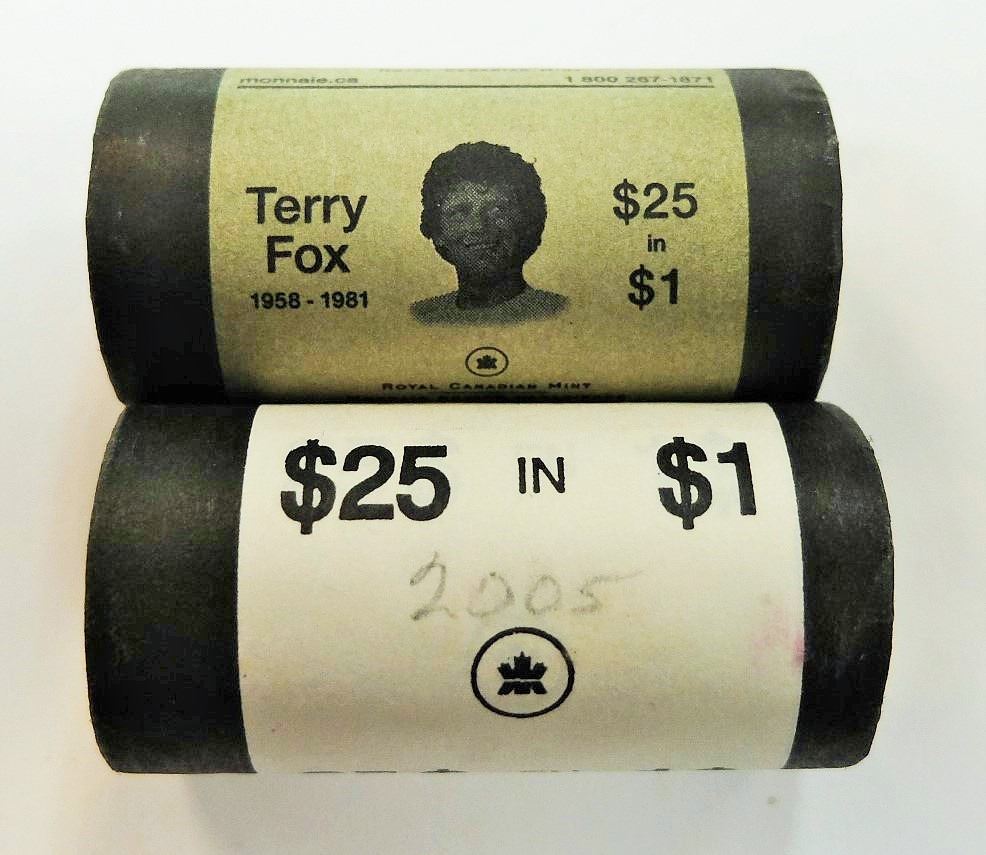 monnaie.ca 1 800 267-1871
Terry
Fox
1958 - 1981
$25
in
$1
ROYAL CANADIAN MINT
$25 IN $1
2005